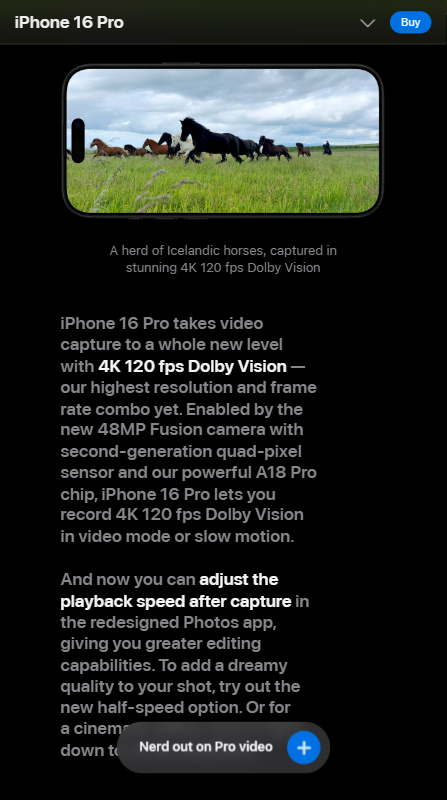 iPhone 16 Pro
Buy
A herd of Icelandic horses, captured in
stunning 4K 120 fps Dolby Vision
iPhone 16 Pro takes video
capture to a whole new level
with 4K 120 fps Dolby Vision —
our highest resolution and frame
rate combo yet. Enabled by the
new 48MP Fusion camera with
second-generation quad-pixel
sensor and our powerful A18 Pro
chip, iPhone 16 Pro lets you
record 4K 120 fps Dolby Vision
in video mode or slow motion.
And now you can adjust the
playback speed after capture in
the redesigned Photos app,
giving you greater editing
capabilities. To add a dreamy
quality to your shot, try out the
new half-speed option. Or for
a
down
Nerd out on Pro video